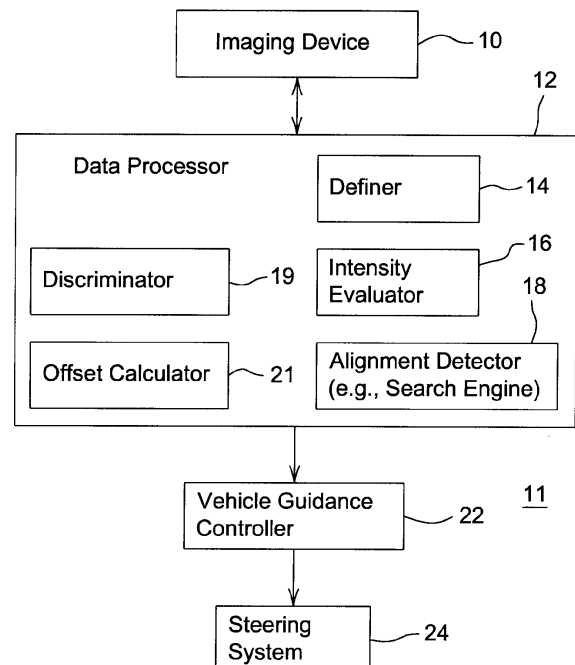 Imaging Device
10
12
Data Processor
Definer
14
16
Discriminator
19
Intensity
Evaluator
18
Offset Calculator
21
Alignment Detector
(e.g., Search Engine)
Vehicle Guidance
Controller
22
11
Steering
System
24